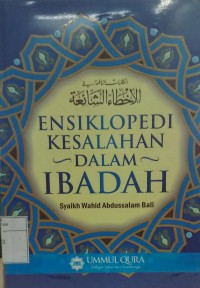 الأخطاء الشائعة
ENSIKLOPEDI
KESALAHAN
DALAM
IBADAH
Syaikh Wahid Abdussalam Bali
UMMUL QURA